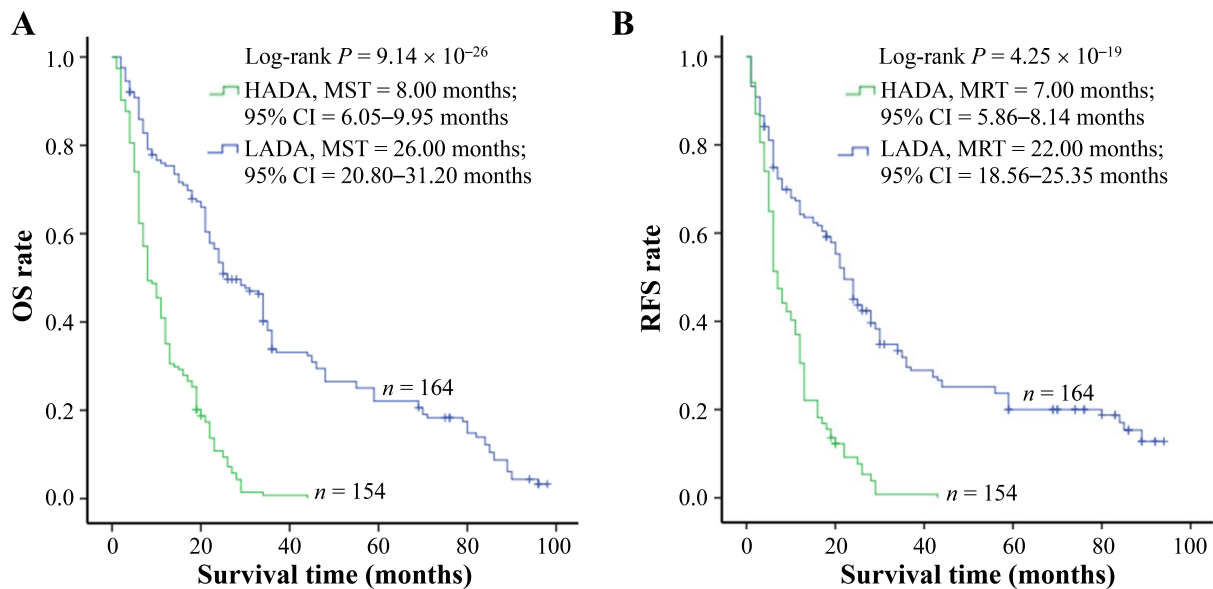 A
Log-rank P = 9.14 × 10–26
HADA, MST = 8.00 months;
95% CI = 6.05–9.95 months
LADA, MST = 26.00 months;
95% CI = 20.80–31.20 months
OS rate
1.0
0.8
0.6
0.4
0.2
0.0
n = 164
n = 154
0 20 40 60 80 100
Survival time (months)
B
Log-rank P = 4.25 × 10–19
HADA, MRT = 7.00 months;
95% CI = 5.86–8.14 months
LADA, MRT = 22.00 months;
95% CI = 18.56–25.35 months
RFS rate
1.0
0.8
0.6
0.4
0.2
0.0
n = 164
n = 154
0 20 40 60 80 100
Survival time (months)